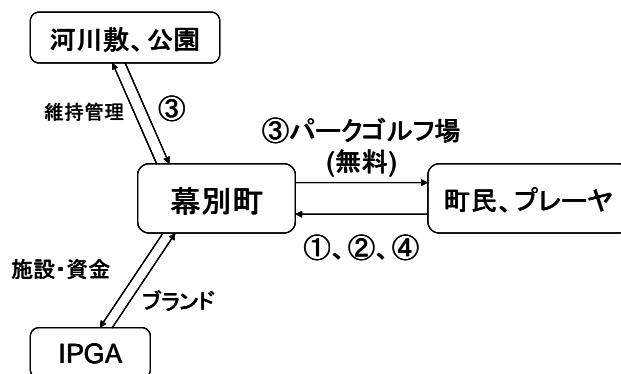 河川敷、公園
維持管理
③
③パークゴルフ場
(無料)
幕別町
町民、プレーヤ
①、②、④
施設・資金
ブランド
IPGA